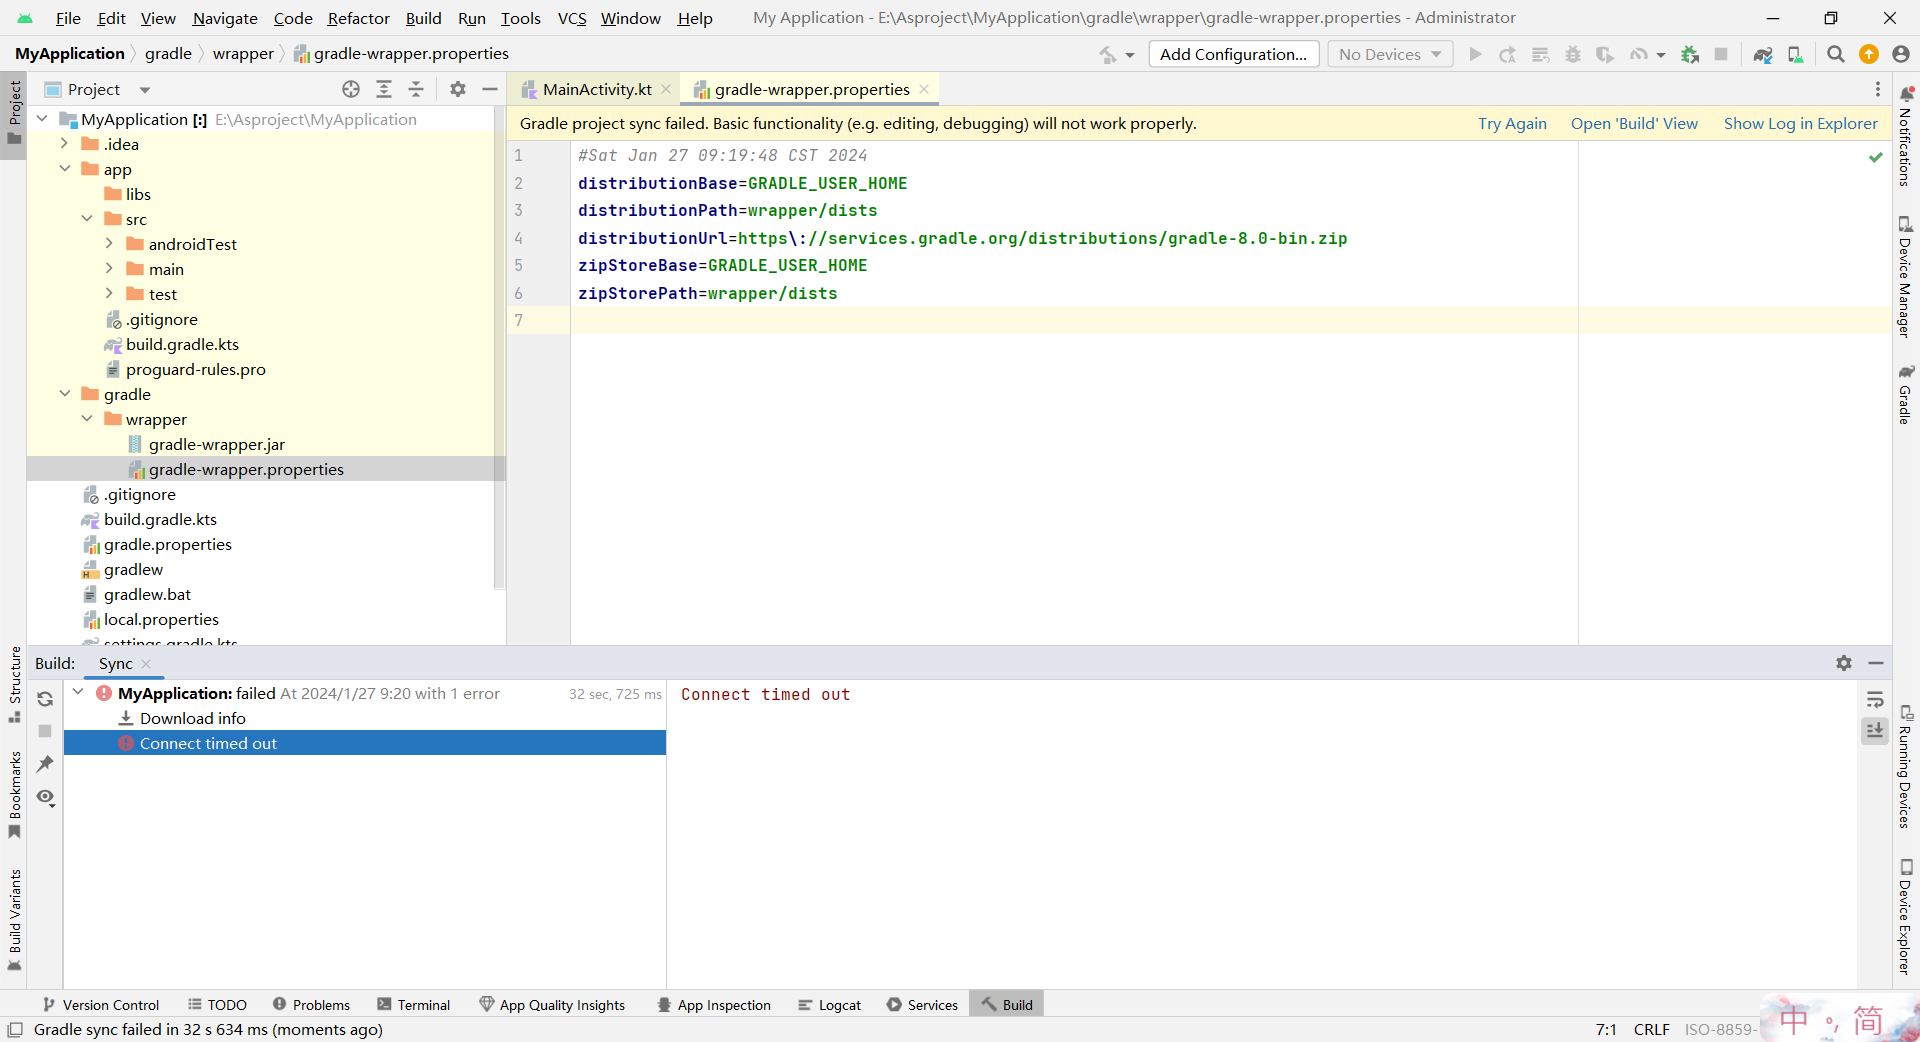 File Edit View Navigate Code Refactor Build Run Tools VCS Window Help My Application - E:\Asproject\MyApplication\gradle\wrapper\gradle-wrapper.properties - Administrator
MyApplication gradle wrapper gradle-wrapper.properties Add Configuration... No Devices
Project
MainActivity.kt
gradle-wrapper.properties
Gradle project sync failed. Basic functionality (e.g. editing, debugging) will not work properly. Try Again Open 'Build' View Show Log in Explorer
MyApplication [:] E:\Asproject\MyApplication
.idea
app
libs
src
androidTest
main
test
.gitignore
build.gradle.kts
proguard-rules.pro
gradle
wrapper
gradle-wrapper.jar
gradle-wrapper.properties
.gitignore
build.gradle.kts
gradle.properties
gradlew
gradlew.bat
local.properties
settings.gradle.kts
1 #Sat Jan 27 09:19:48 CST 2024
2 distributionBase=GRADLE_USER_HOME
3 distributionPath=wrapper/dists
4 distributionUrl=https\://services.gradle.org/distributions/gradle-8.0-bin.zip
5 zipStoreBase=GRADLE_USER_HOME
6 zipStorePath=wrapper/dists
7
Project
Structure
Bookmarks
Build Variants
Notifications
Device Manager
Gradle
Running Devices
Device Explorer
Build: Sync
MyApplication: failed At 2024/1/27 9:20 with 1 error 32 sec, 725 ms
Download info
Connect timed out
Connect timed out
Version Control TODO Problems Terminal App Quality Insights App Inspection Logcat Services Build
Gradle sync failed in 32 s 634 ms (moments ago) 7:1 CRLF ISO-8859-
中 °, 简